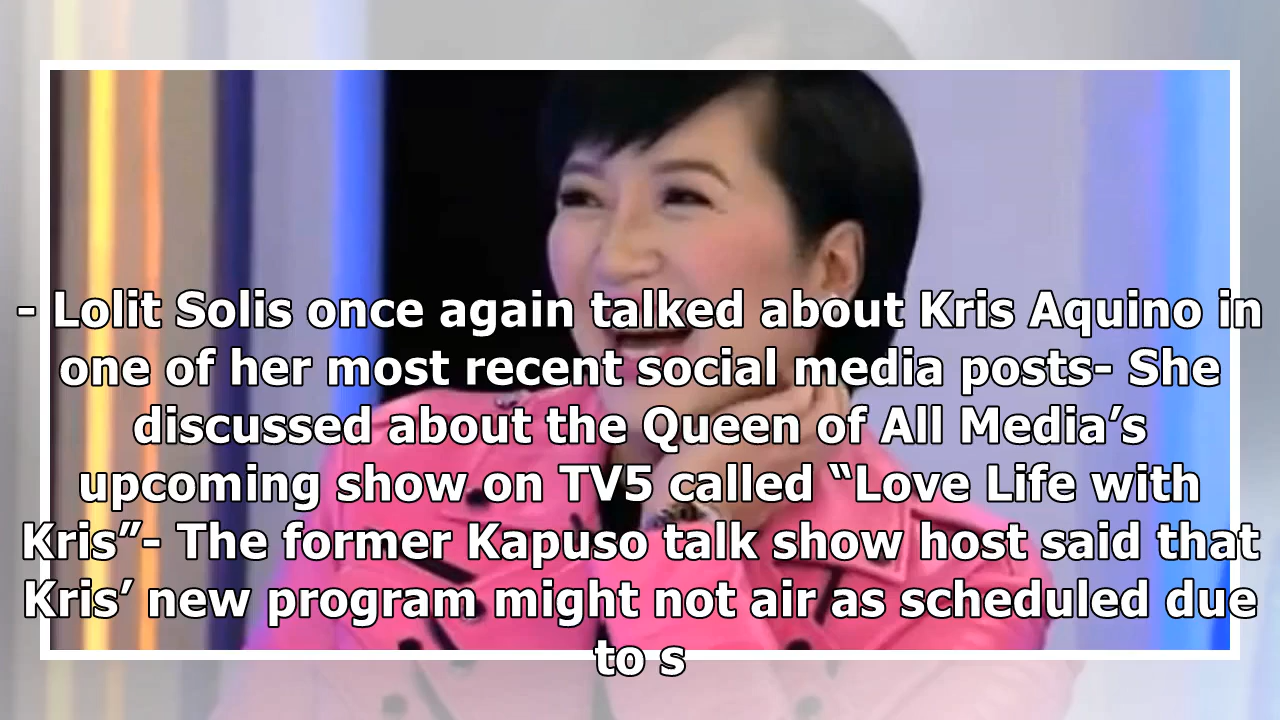 - Lolit Solis once again talked about Kris Aquino in
one of her most recent social media posts- She
discussed about the Queen of All Media’s
upcoming show on TV5 called “Love Life with
Kris”- The former Kapuso talk show host said that
Kris’ new program might not air as scheduled due
to s